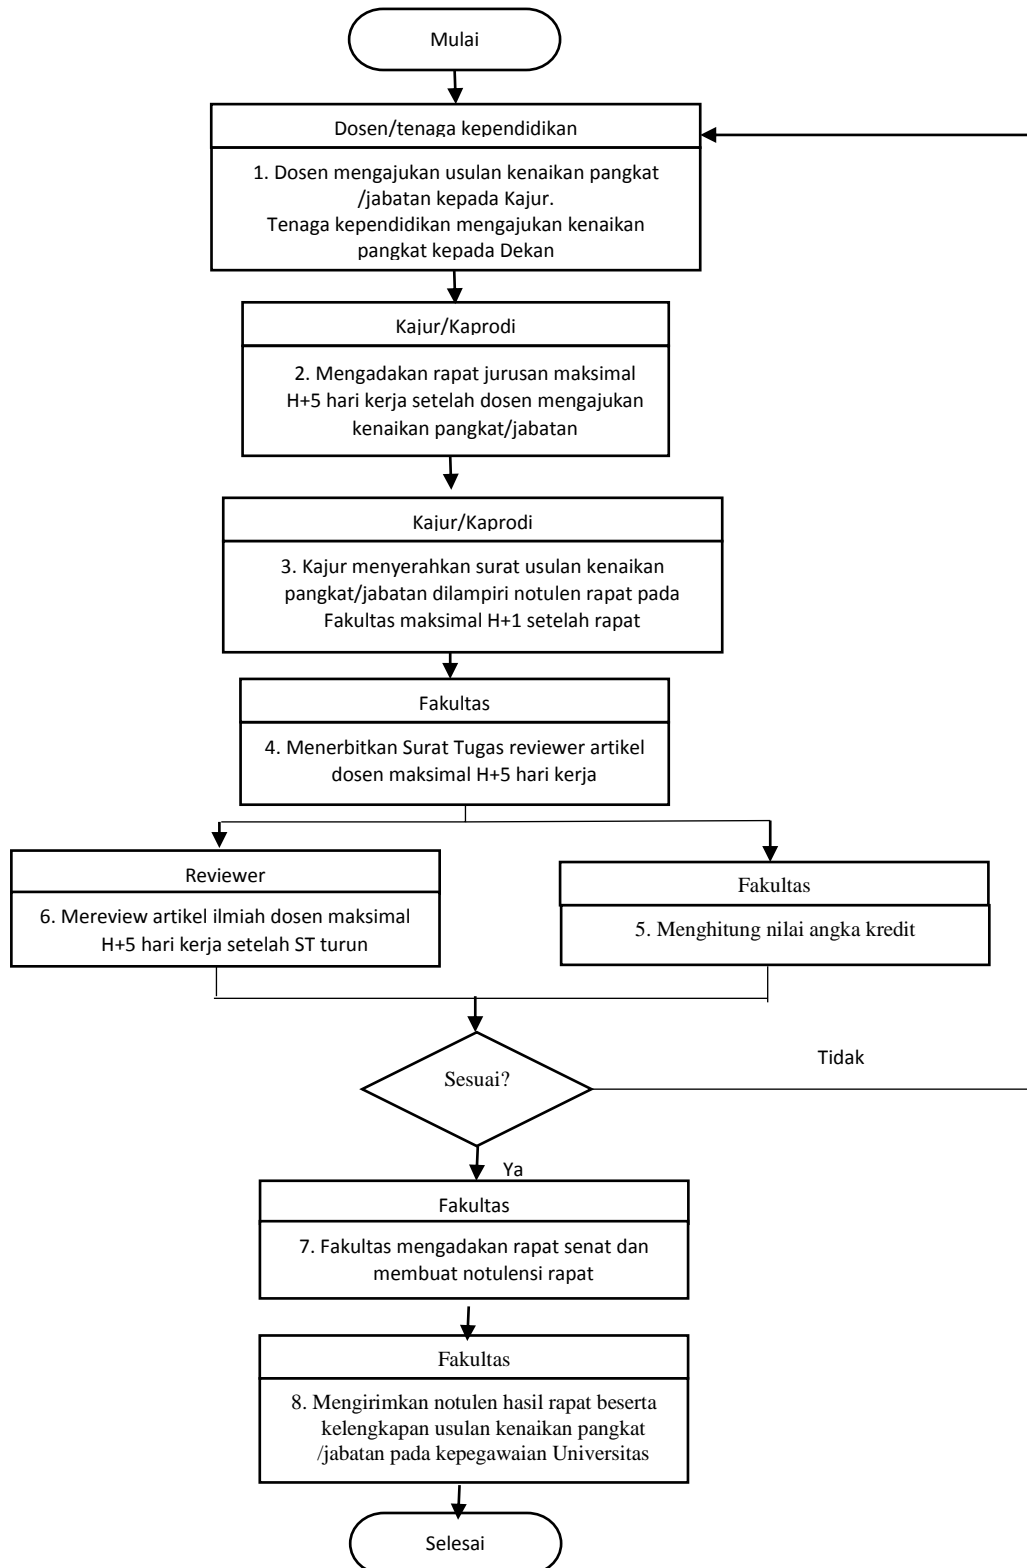 Mulai
Dosen/tenaga kependidikan
1. Dosen mengajukan usulan kenaikan pangkat
/jabatan kepada Kajur.
Tenaga kependidikan mengajukan kenaikan
pangkat kepada Dekan
Kajur/Kaprodi
2. Mengadakan rapat jurusan maksimal
H+5 hari kerja setelah dosen mengajukan
kenaikan pangkat/jabatan
Kajur/Kaprodi
3. Kajur menyerahkan surat usulan kenaikan
pangkat/jabatan dilampiri notulen rapat pada
Fakultas maksimal H+1 setelah rapat
Fakultas
4. Menerbitkan Surat Tugas reviewer artikel
dosen maksimal H+5 hari kerja
Reviewer
6. Mereview artikel ilmiah dosen maksimal
H+5 hari kerja setelah ST turun
Fakultas
5. Menghitung nilai angka kredit
Sesuai?
Tidak
Ya
Fakultas
7. Fakultas mengadakan rapat senat dan
membuat notulensi rapat
Fakultas
8. Mengirimkan notulen hasil rapat beserta
kelengkapan usulan kenaikan pangkat
/jabatan pada kepegawaian Universitas
Selesai